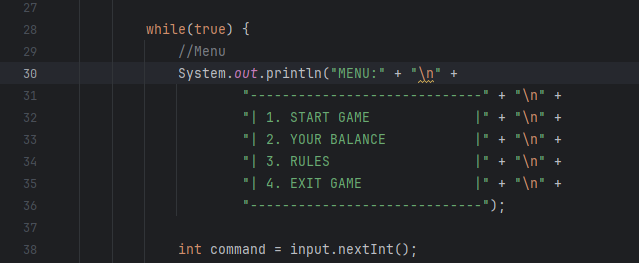 27
28 while(true) {
29 //Menu
30 System.out.println("MENU:" + "\n" +
31 "-----------------------------" + "\n" +
32 "| 1. START GAME             |" + "\n" +
33 "| 2. YOUR BALANCE           |" + "\n" +
34 "| 3. RULES                  |" + "\n" +
35 "| 4. EXIT GAME              |" + "\n" +
36 "-----------------------------");
37
38 int command = input.nextInt();